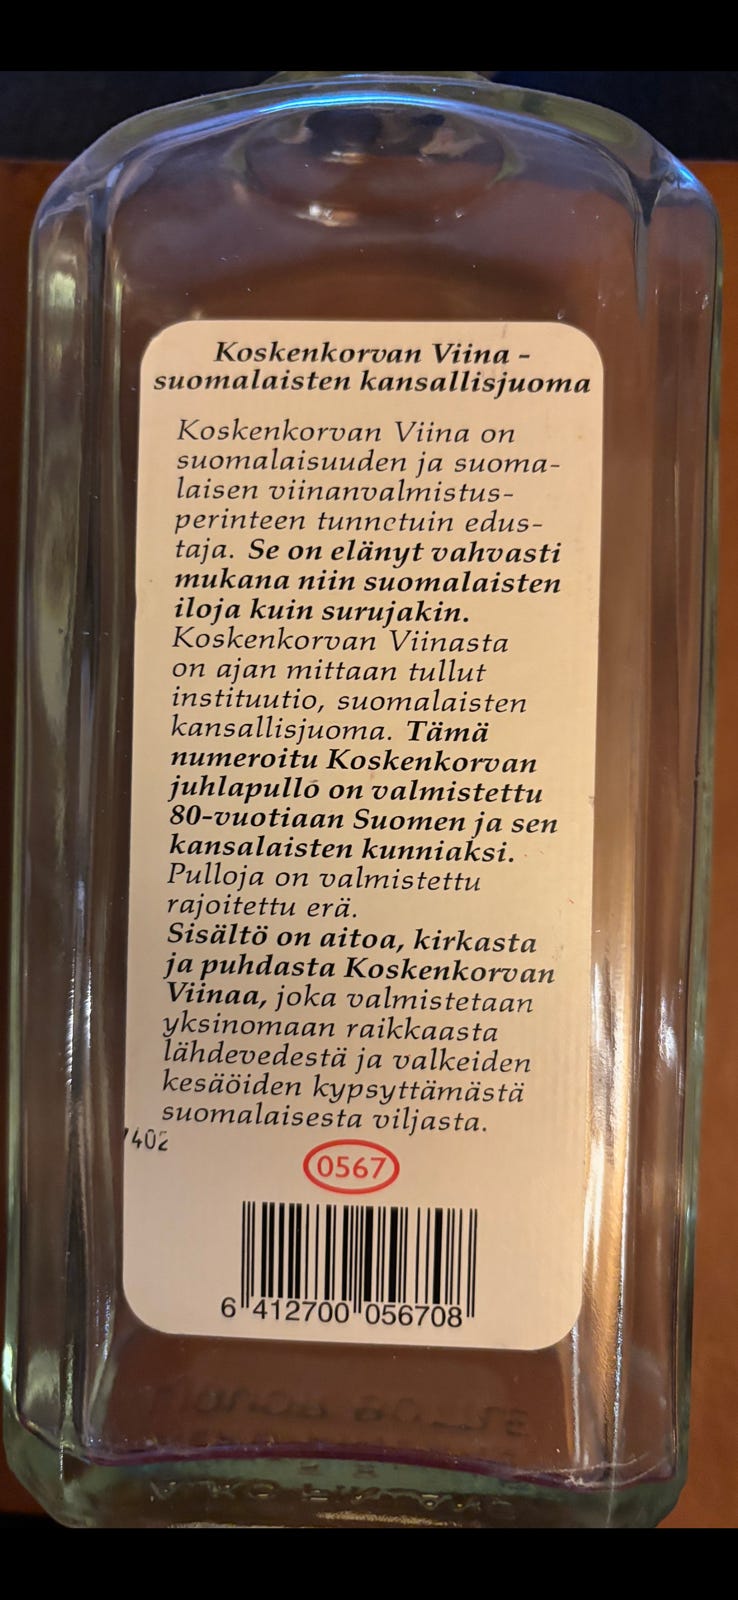 Koskenkorvan Viina –
suomalaisten kansallisjuoma
Koskenkorvan Viina on
suomalaisuuden ja suoma-
laisen viinanvalmistus-
perinteen tunnetuin edus-
taja. Se on elänyt vahvasti
mukana niin suomalaisten
iloja kuin surujakin.
Koskenkorvan Viinasta
on ajan mittaan tullut
instituutio, suomalaisten
kansallisjuoma. Tämä
numeroitu Koskenkorvan
juhlapullo on valmistettu
80-vuotiaan Suomen ja sen
kansalaisten kunniaksi.
Pulloja on valmistettu
rajoitettu erä.
Sisältö on aitoa, kirkasta
ja puhdasta Koskenkorvan
Viinaa, joka valmistetaan
yksinomaan raikkaasta
lähdevedestä ja valkeiden
kesäöiden kypsyttämästä
suomalaisesta viljasta.
7402
0567
6 412700 056708